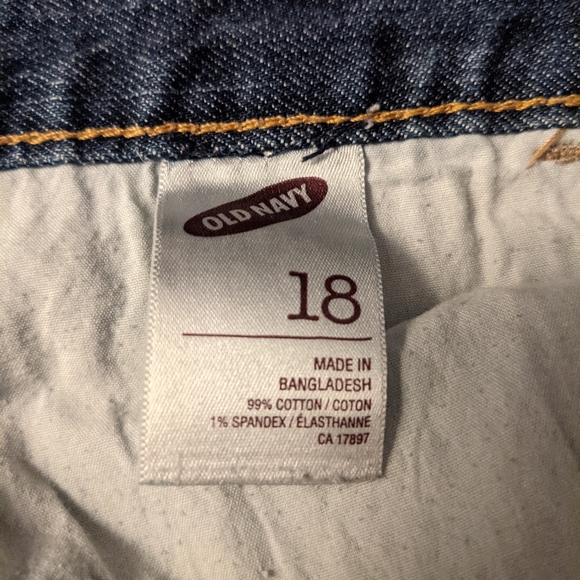 OLD NAVY
18
MADE IN
BANGLADESH
99% COTTON / COTON
1% SPANDEX / ÉLASTHANNE
CA 17897